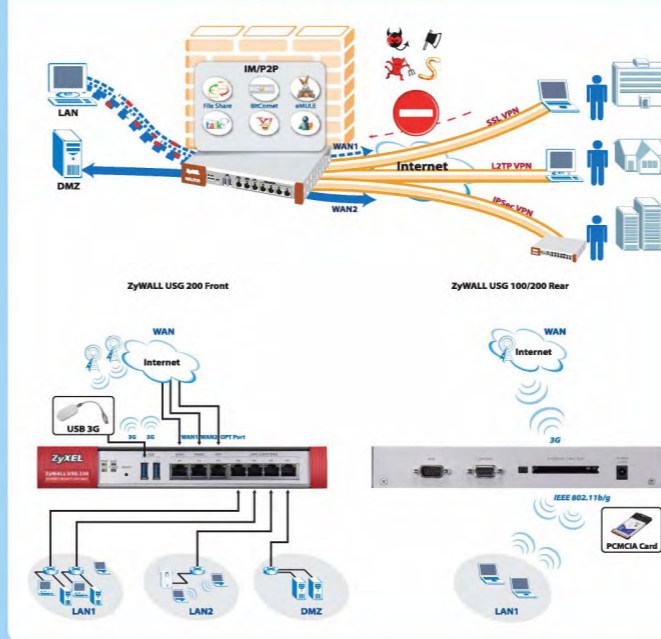 IM/P2P
File Share
BitComet
eMULE
talk
LAN
DMZ
WAN1
WAN2
Internet
SSL VPN
L2TP VPN
IPSec VPN
ZyXEL
ZyWALL USG 200 Front
ZyWALL USG 100/200 Rear
WAN
Internet
USB 3G
3G 3G
WAN1 WAN2 OPT Port
ZyXEL
ZyWALL USG 200
LAN1
LAN2
DMZ
WAN
Internet
3G
IEEE 802.11b/g
PCMCIA Card
LAN1